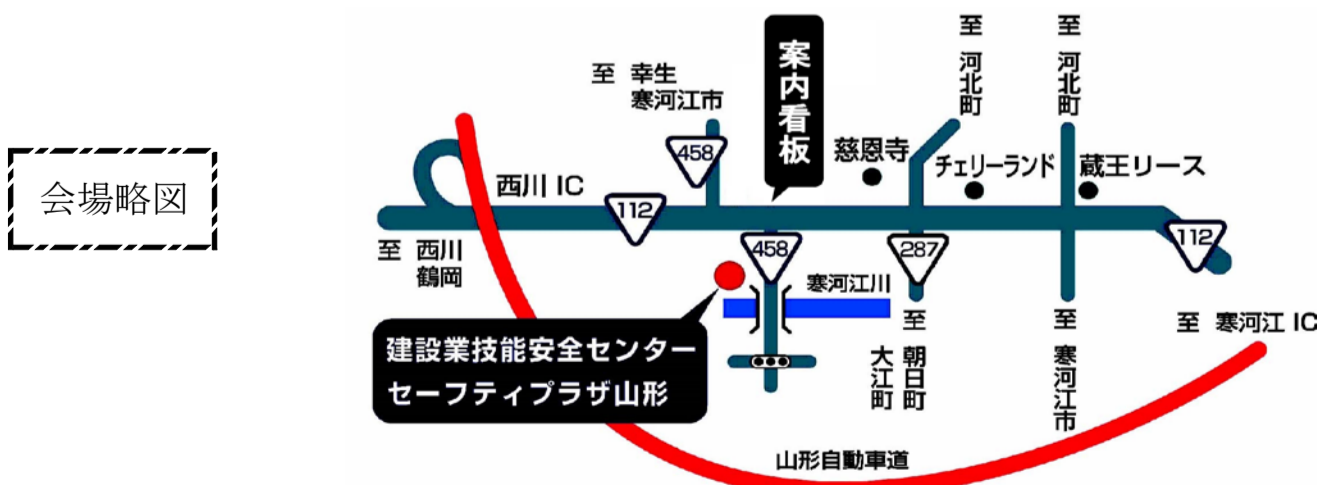 会場略図
至 幸生
寒河江市
案内看板
至 河北町
至 河北町
458
慈恩寺
チェリーランド
蔵王リース
西川 IC
112
至 西川
鶴岡
458
287
112
寒河江川
建設業技能安全センター
セーフティプラザ山形
至 朝日町
大江町
至 寒河江市
至 寒河江 IC
山形自動車道